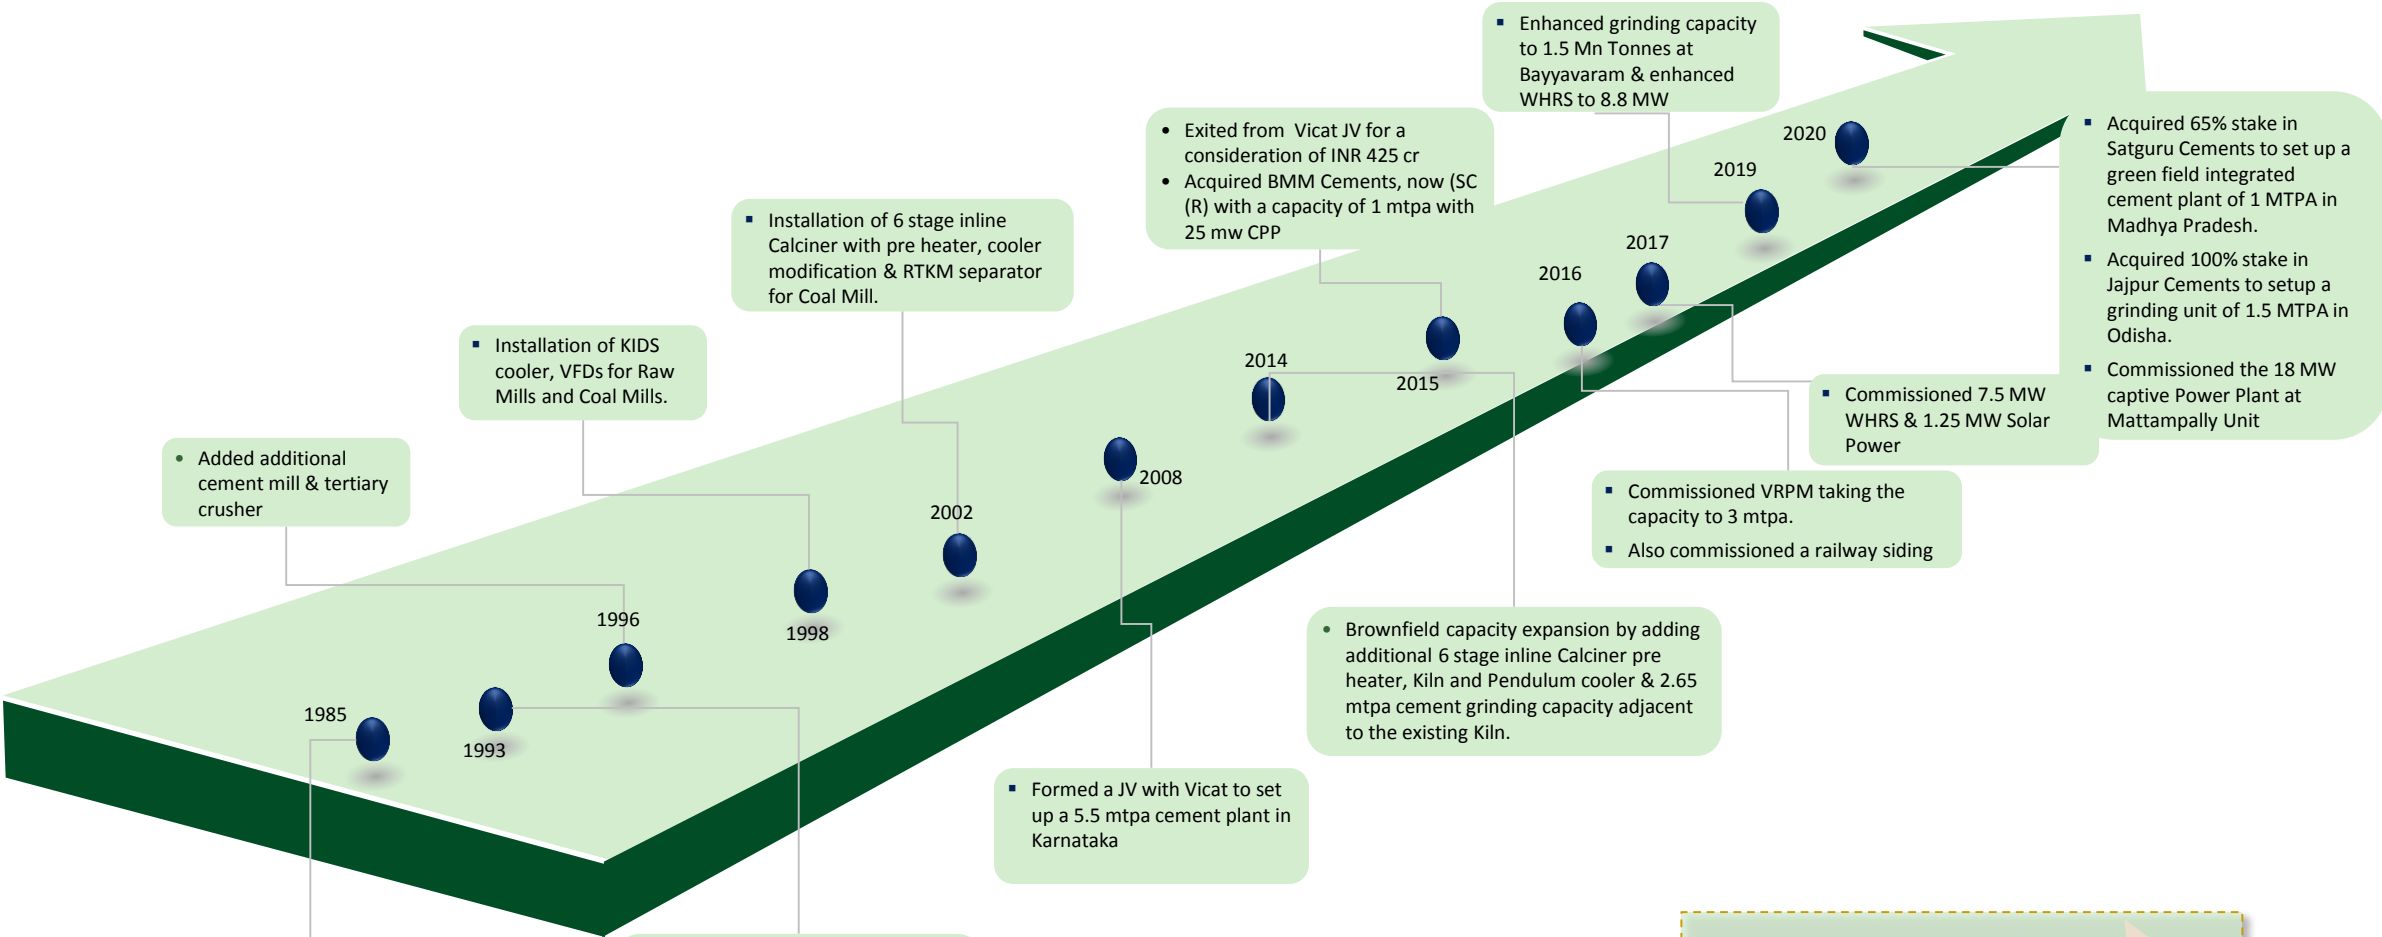 Enhanced grinding capacity
to 1.5 Mn Tonnes at
Bayyavaram & enhanced
WHRS to 8.8 MW
• Exited from Vicat JV for a
consideration of INR 425 cr
• Acquired BMM Cements, now (SC
(R) with a capacity of 1 mtpa with
25 mw CPP
2020
▪ Acquired 65% stake in
Satguru Cements to set up a
green field integrated
cement plant of 1 MTPA in
Madhya Pradesh.
▪ Acquired 100% stake in
Jajpur Cements to setup a
grinding unit of 1.5 MTPA in
Odisha.
▪ Commissioned the 18 MW
captive Power Plant at
Mattampally Unit
2019
▪ Installation of 6 stage inline
Calciner with pre heater, cooler
modification & RTKM separator
for Coal Mill.
2017
2016
▪ Installation of KIDS
cooler, VFDs for Raw
Mills and Coal Mills.
2014
2015
▪ Commissioned 7.5 MW
WHRS & 1.25 MW Solar
Power
• Added additional
cement mill & tertiary
crusher
2008
▪ Commissioned VRPM taking the
capacity to 3 mtpa.
▪ Also commissioned a railway siding
2002
1996
1998
• Brownfield capacity expansion by adding
additional 6 stage inline Calciner pre
heater, Kiln and Pendulum cooler & 2.65
mtpa cement grinding capacity adjacent
to the existing Kiln.
1985
1993
▪ Formed a JV with Vicat to set
up a 5.5 mtpa cement plant in
Karnataka